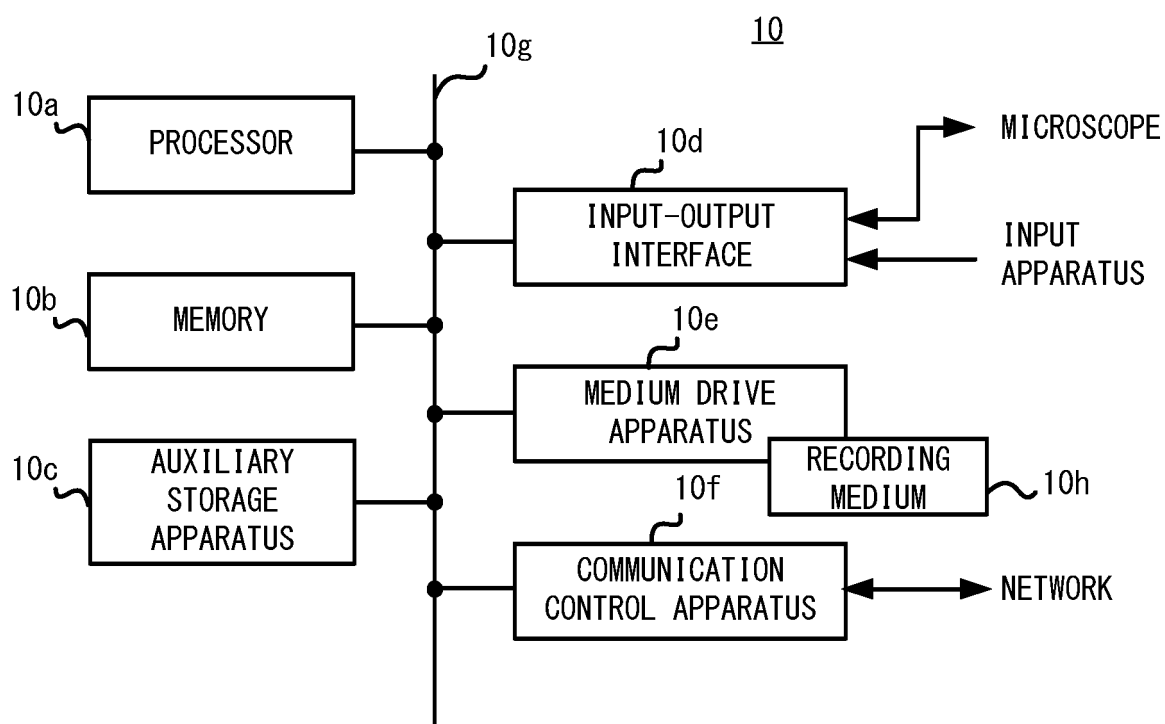 10
10g
10a
PROCESSOR
10d
INPUT-OUTPUT
INTERFACE
MICROSCOPE
INPUT
APPARATUS
10b
MEMORY
10e
MEDIUM DRIVE
APPARATUS
RECORDING
MEDIUM
10h
10c
AUXILIARY
STORAGE
APPARATUS
10f
COMMUNICATION
CONTROL APPARATUS
NETWORK